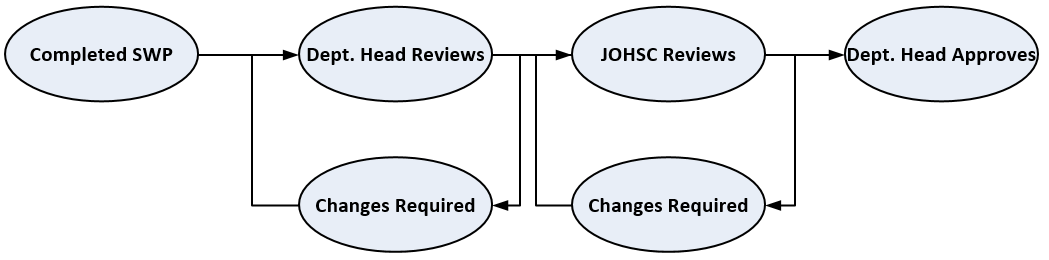 Completed SWP
Dept. Head Reviews
JOHSC Reviews
Dept. Head Approves
Changes Required
Changes Required